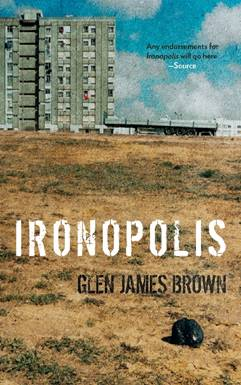 Any endorsements for
Ironopolis will go here
—Source
IRONOPOLIS
GLEN JAMES BROWN